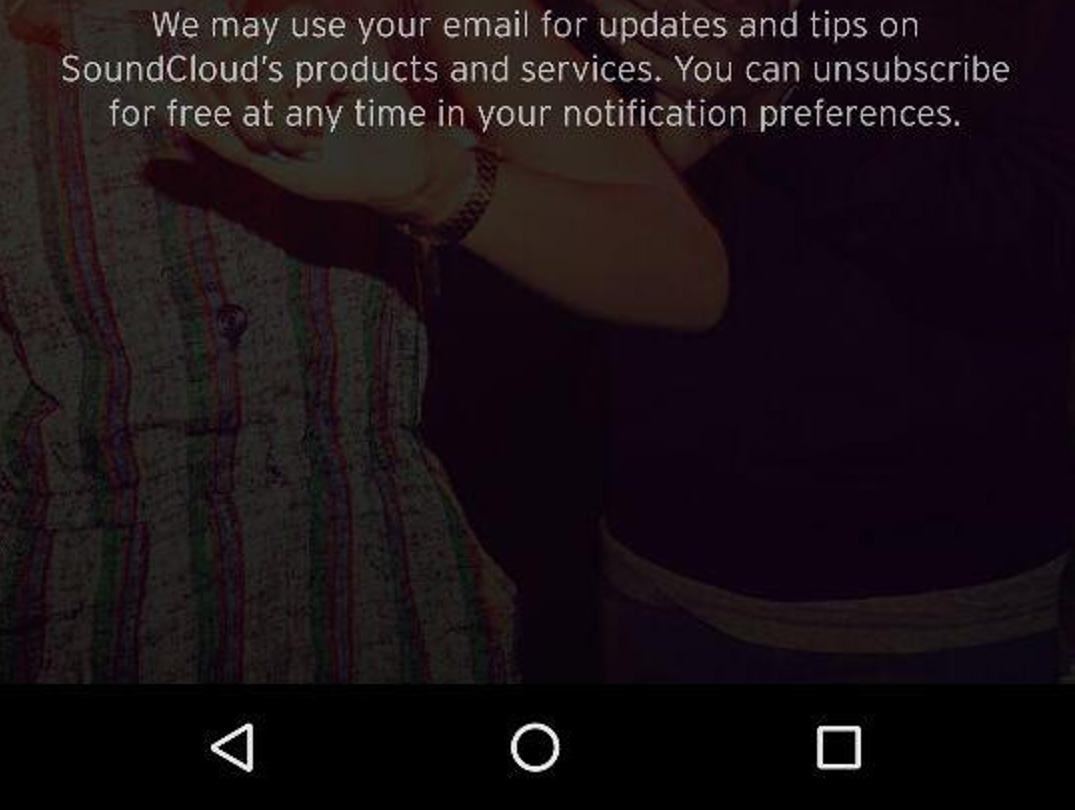 We may use your email for updates and tips on
SoundCloud's products and services. You can unsubscribe
for free at any time in your notification preferences.